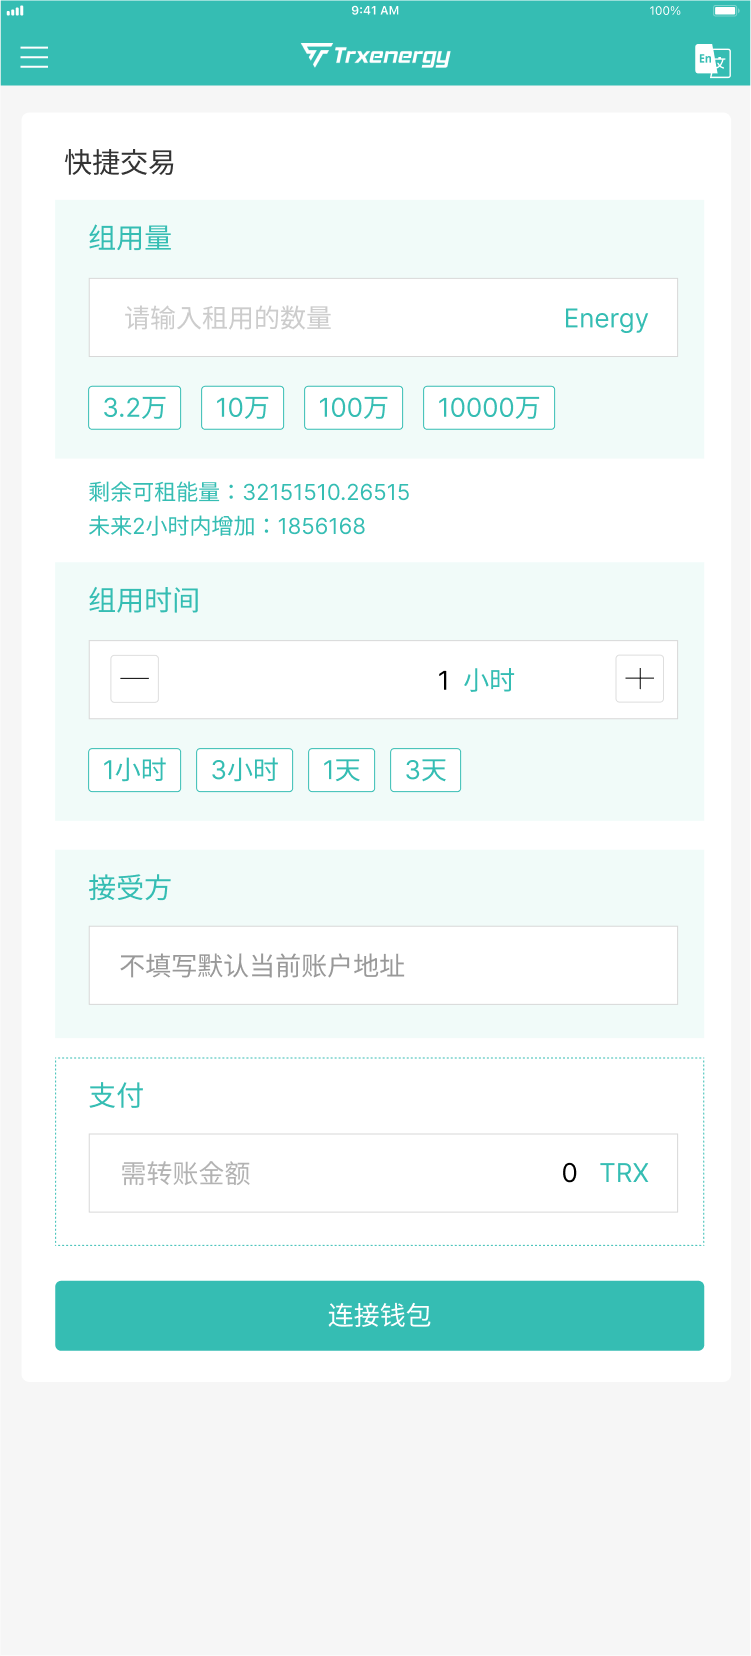 9:41 AM
100%
Trxenergy
En 文
快捷交易
组用量
请输入租用的数量 Energy
3.2万 10万 100万 10000万
剩余可租能量：32151510.26515
未来2小时内增加：1856168
组用时间
1 小时
1小时 3小时 1天 3天
接受方
不填写默认当前账户地址
支付
需转账金额 0 TRX
连接钱包